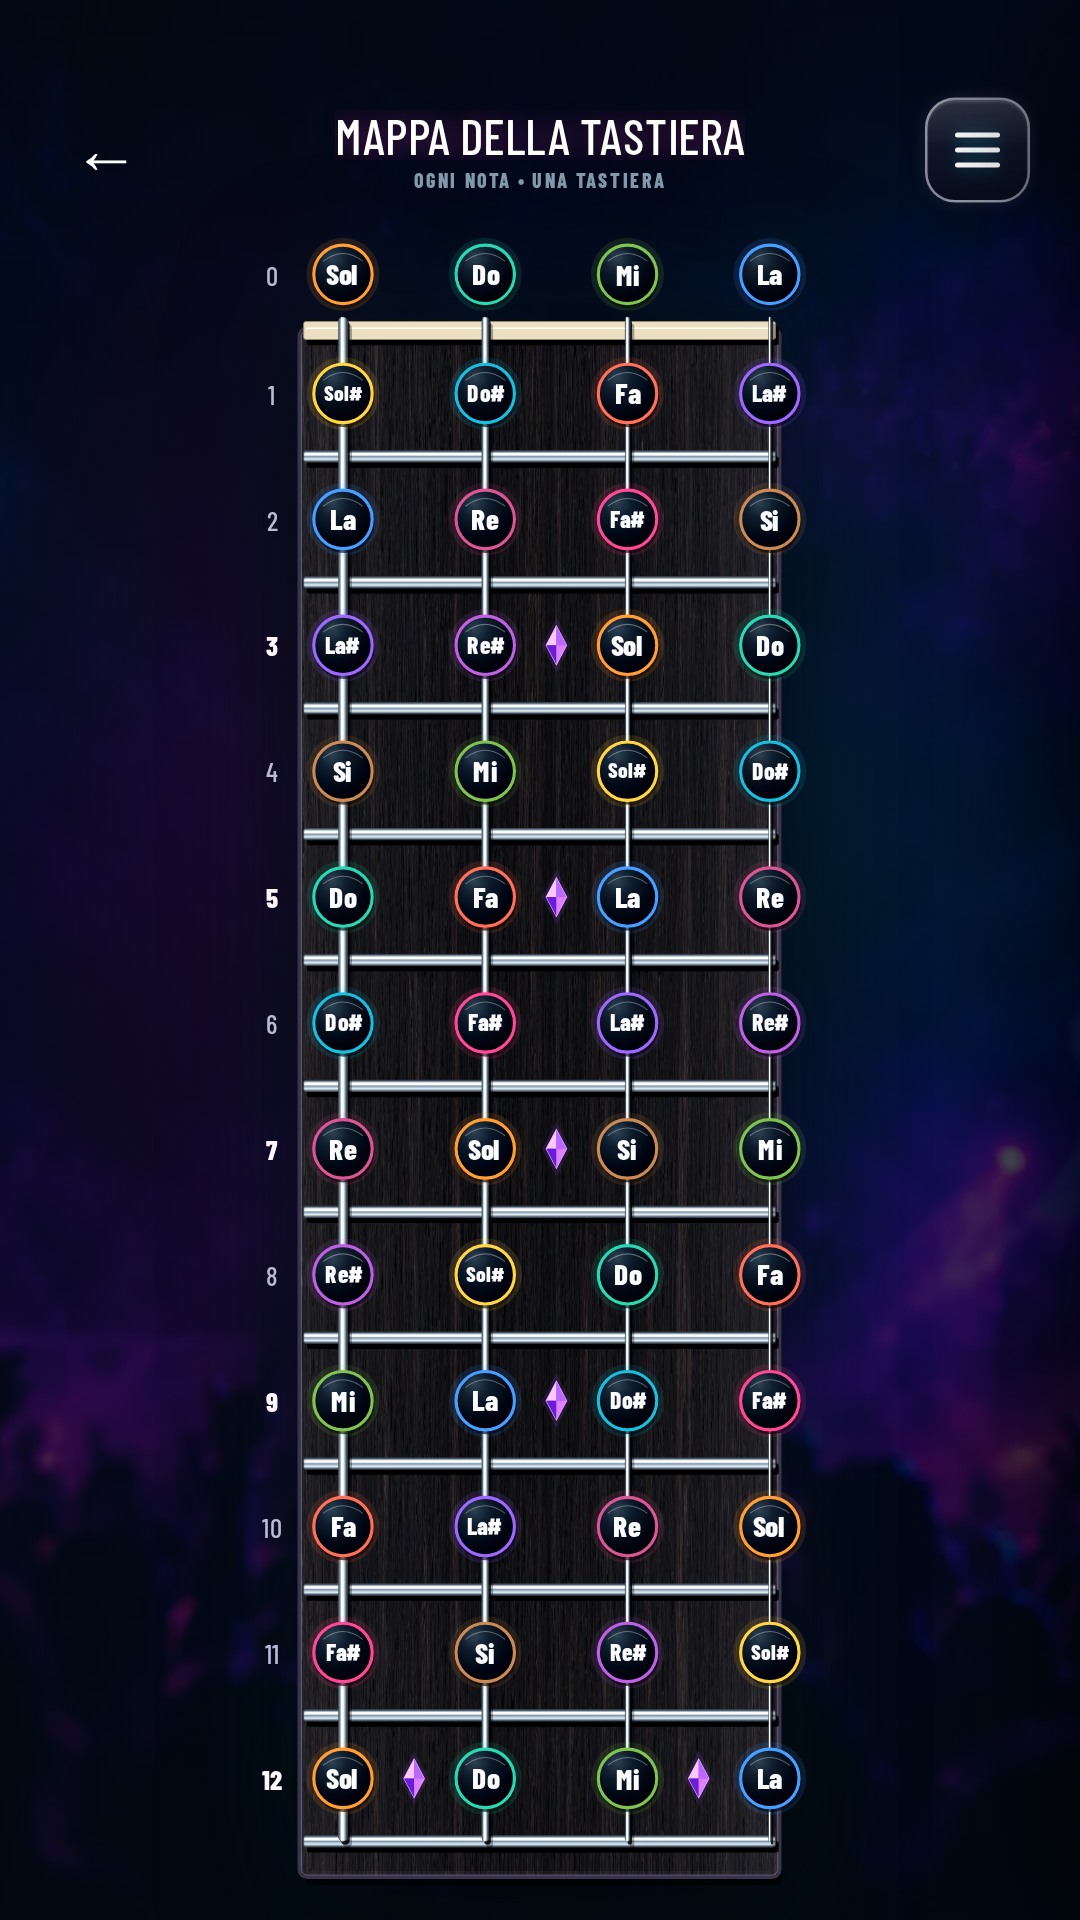 MAPPA DELLA TASTIERA
OGNI NOTA • UNA TASTIERA
0 Sol Do Mi La
1 Sol# Do# Fa La#
2 La Re Fa# Si
3 La# Re# Sol Do
4 Si Mi Sol# Do#
5 Do Fa La Re
6 Do# Fa# La# Re#
7 Re Sol Si Mi
8 Re# Sol# Do Fa
9 Mi La Do# Fa#
10 Fa La# Re Sol
11 Fa# Si Re# Sol#
12 Sol Do Mi La